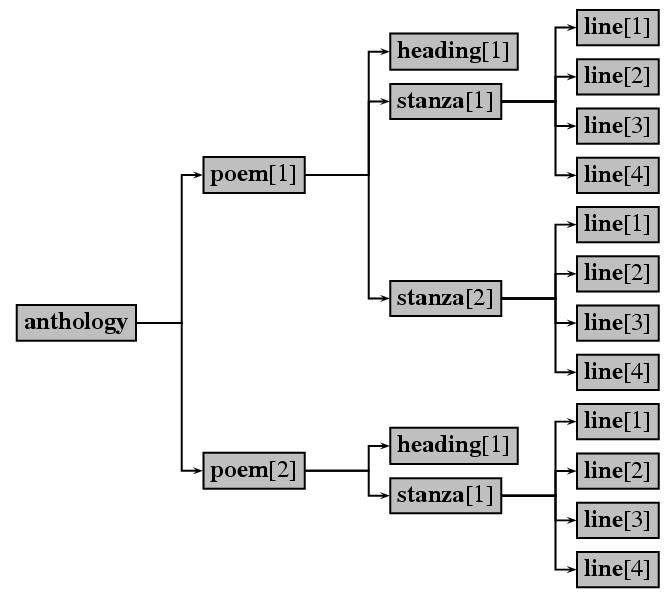 anthology
poem[1]
heading[1]
stanza[1]
line[1]
line[2]
line[3]
line[4]
stanza[2]
line[1]
line[2]
line[3]
line[4]
poem[2]
heading[1]
stanza[1]
line[1]
line[2]
line[3]
line[4]